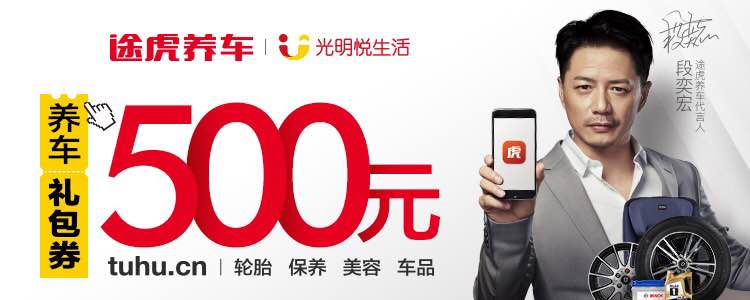 途虎养车 | 光明悦生活
养车
礼包券
500元
tuhu.cn | 轮胎 保养 美容 车品
途虎养车代言人
段奕宏
虎
BOSCH
1